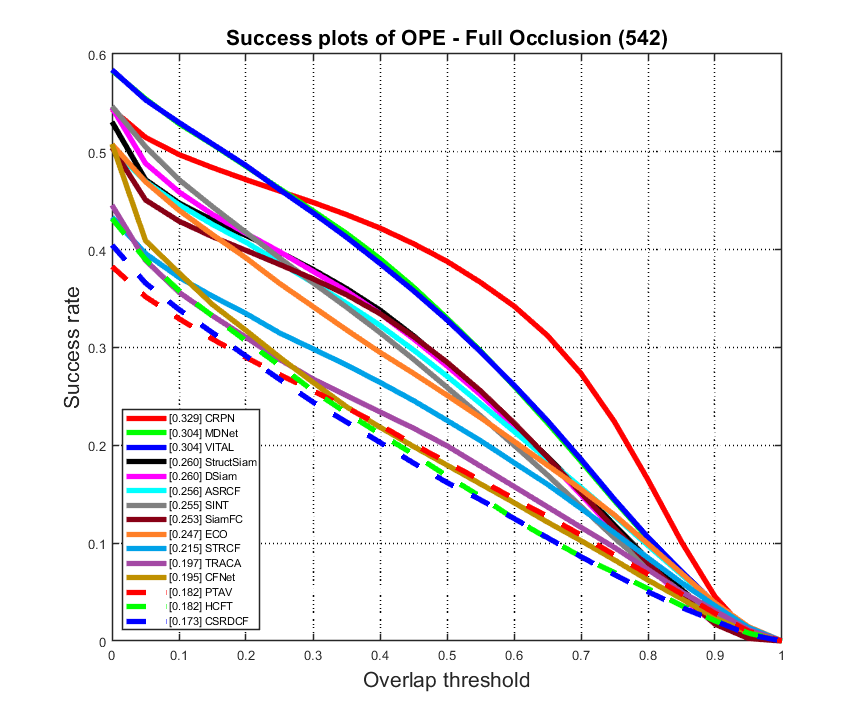 Success plots of OPE - Full Occlusion (542)
0.6
0.5
0.4
0.3
0.2
0.1
0
Success rate
[0.329] CRPN
[0.304] MDNet
[0.304] VITAL
[0.260] StructSiam
[0.260] DSiam
[0.256] ASRCF
[0.255] SINT
[0.253] SiamFC
[0.247] ECO
[0.215] STRCF
[0.197] TRACA
[0.195] CFNet
[0.182] PTAV
[0.182] HCFT
[0.173] CSRDCF
0 0.1 0.2 0.3 0.4 0.5 0.6 0.7 0.8 0.9 1
Overlap threshold